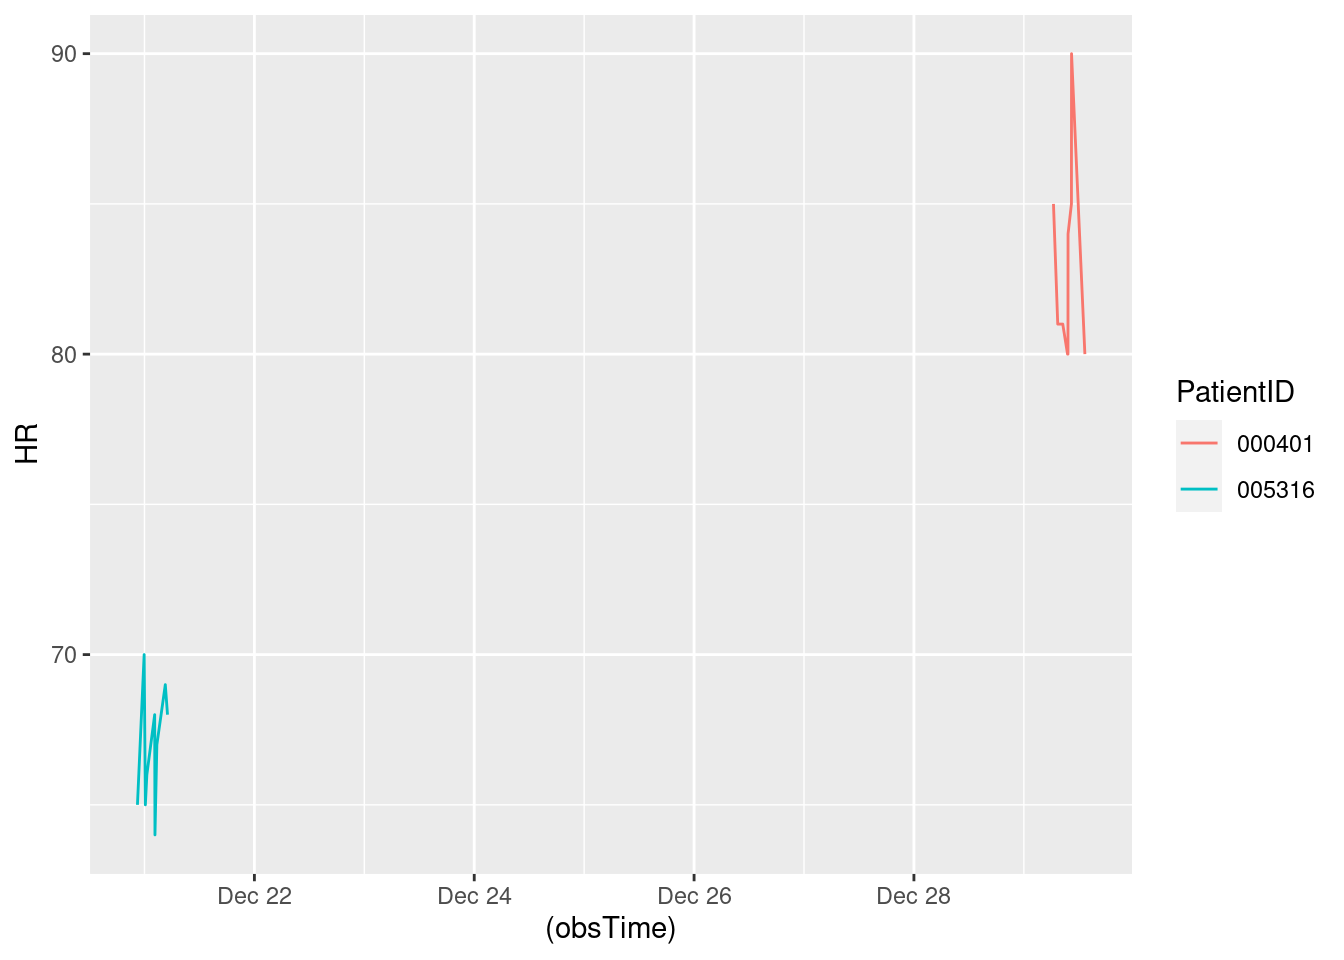 90
80
70
HR
Dec 22
Dec 24
Dec 26
Dec 28
(obsTime)
PatientID
000401
005316